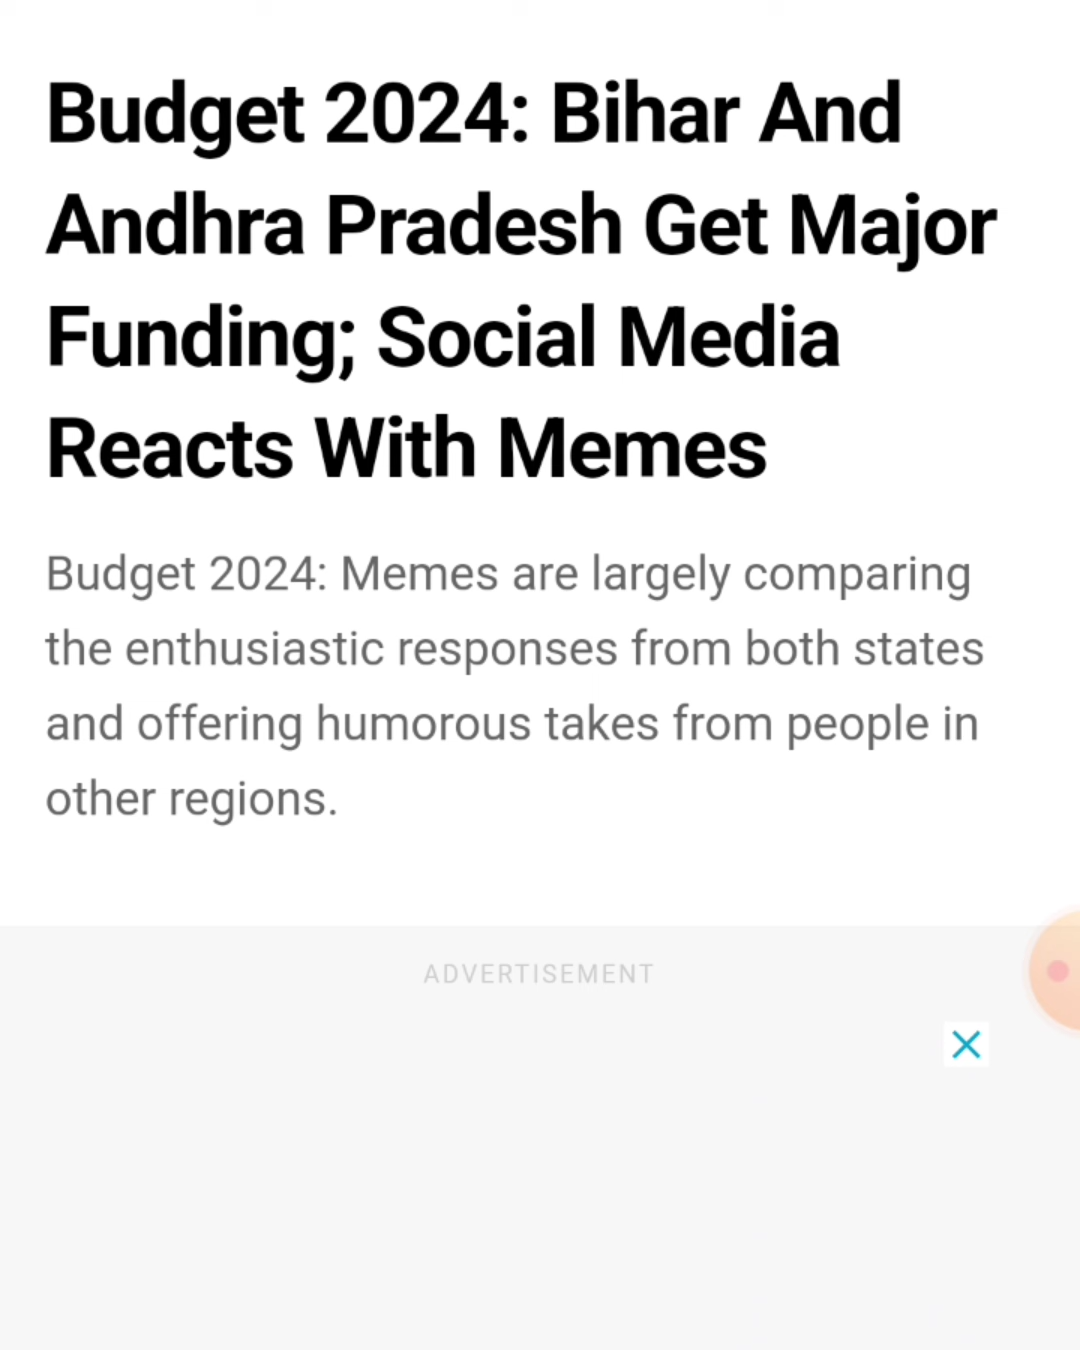 Budget 2024: Bihar And
Andhra Pradesh Get Major
Funding; Social Media
Reacts With Memes
Budget 2024: Memes are largely comparing
the enthusiastic responses from both states
and offering humorous takes from people in
other regions.
ADVERTISEMENT